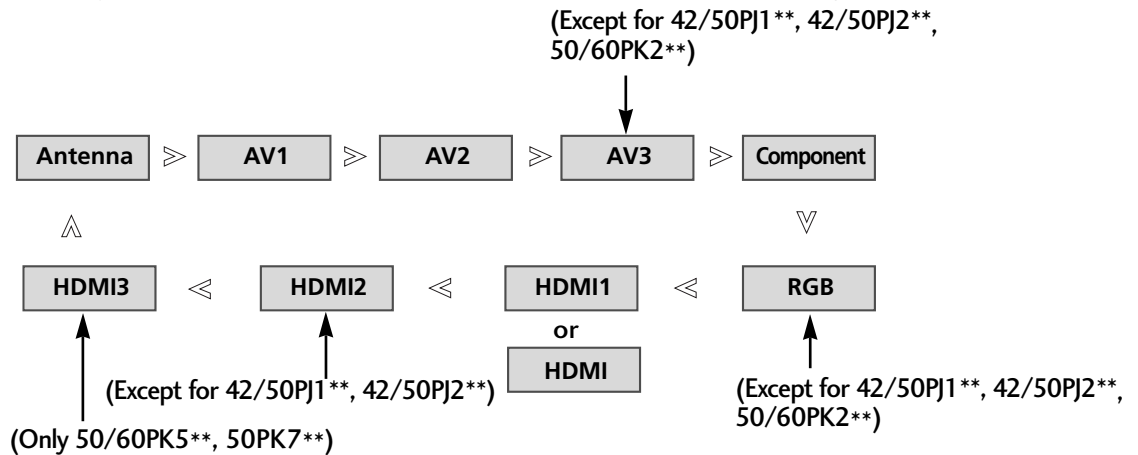 (Except for 42/50PJ1**, 42/50PJ2**,
50/60PK2**)
Antenna
AV1
AV2
AV3
Component
HDMI3
HDMI2
HDMI1
RGB
or
HDMI
(Except for 42/50PJ1**, 42/50PJ2**)
(Except for 42/50PJ1**, 42/50PJ2**,
50/60PK2**)
(Only 50/60PK5**, 50PK7**)